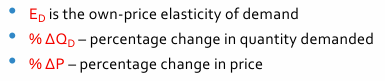 • E_D is the own-price elasticity of demand
• % ΔQ_D – percentage change in quantity demanded
• % ΔP – percentage change in price